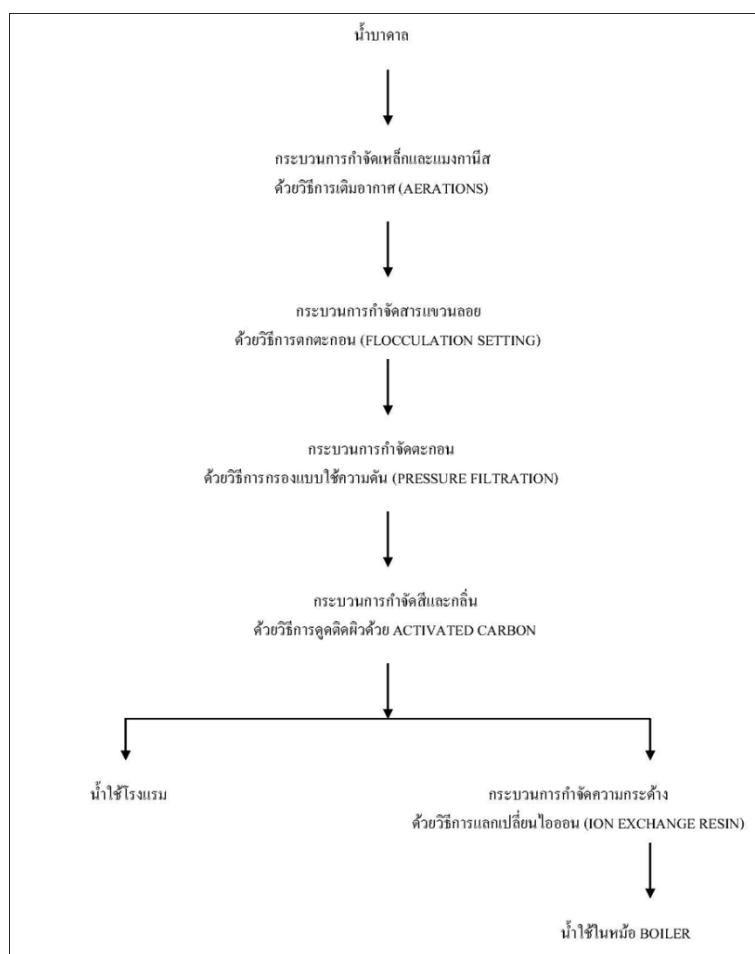 น้ำบาดาล
กระบวนการกำจัดเหล็กและแมงกานีส
ด้วยวิธีการเติมอากาศ (AERATIONS)
กระบวนการกำจัดสารแขวนลอย
ด้วยวิธีการตกตะกอน (FLOCCULATION SETTING)
กระบวนการกำจัดตะกอน
ด้วยวิธีการกรองแบบใช้ความดัน (PRESSURE FILTRATION)
กระบวนการกำจัดสีและกลิ่น
ด้วยวิธีการดูดติดผิวด้วย ACTIVATED CARBON
น้ำใช้โรงแรม
กระบวนการกำจัดความกระด้าง
ด้วยวิธีการแลกเปลี่ยนไอออน (ION EXCHANGE RESIN)
น้ำใช้ในหม้อ BOILER